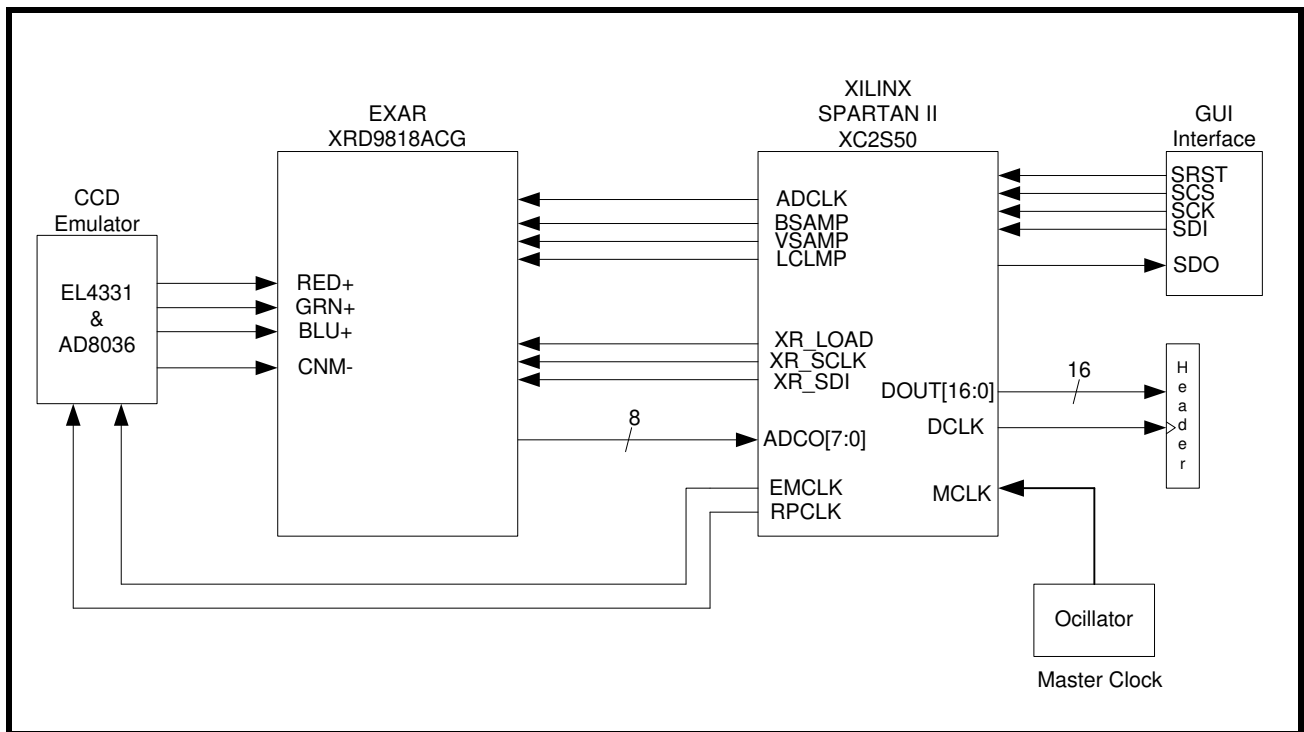 EXAR
XRD9818ACG
XILINX
SPARTAN II
XC2S50
GUI
Interface
CCD
Emulator
EL4331
&
AD8036
RED+
GRN+
BLU+
CNM-
ADCLK
BSAMP
VSAMP
LCLMP
XR_LOAD
XR_SCLK
XR_SDI
8
ADCO[7:0]
EMCLK
RPCLK
DOUT[16:0]
DCLK
MCLK
SRST
SCS
SCK
SDI
SDO
16
Header
Ocillator
Master Clock